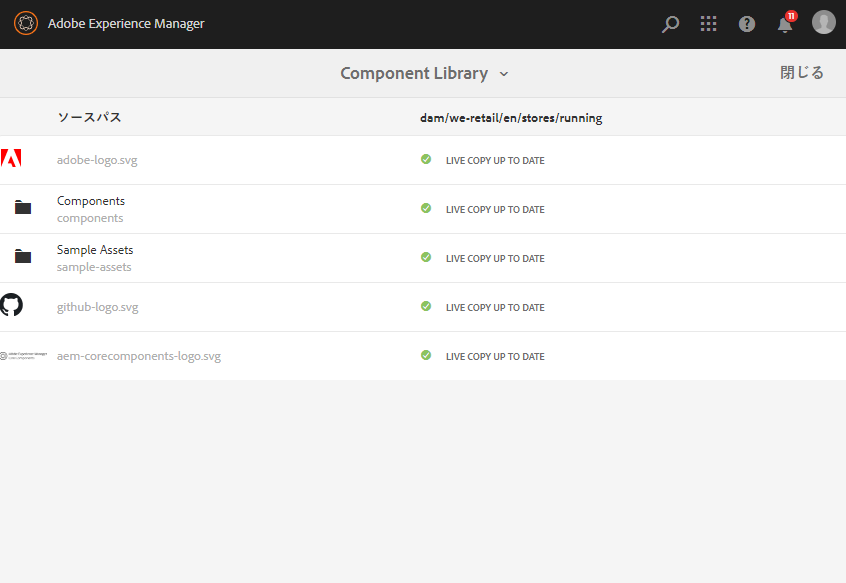 Adobe Experience Manager
11
Component Library
閉じる
ソースパス
dam/we-retail/en/stores/running
adobe-logo.svg
LIVE COPY UP TO DATE
Components
components
LIVE COPY UP TO DATE
Sample Assets
sample-assets
LIVE COPY UP TO DATE
github-logo.svg
LIVE COPY UP TO DATE
aem-corecomponents-logo.svg
LIVE COPY UP TO DATE